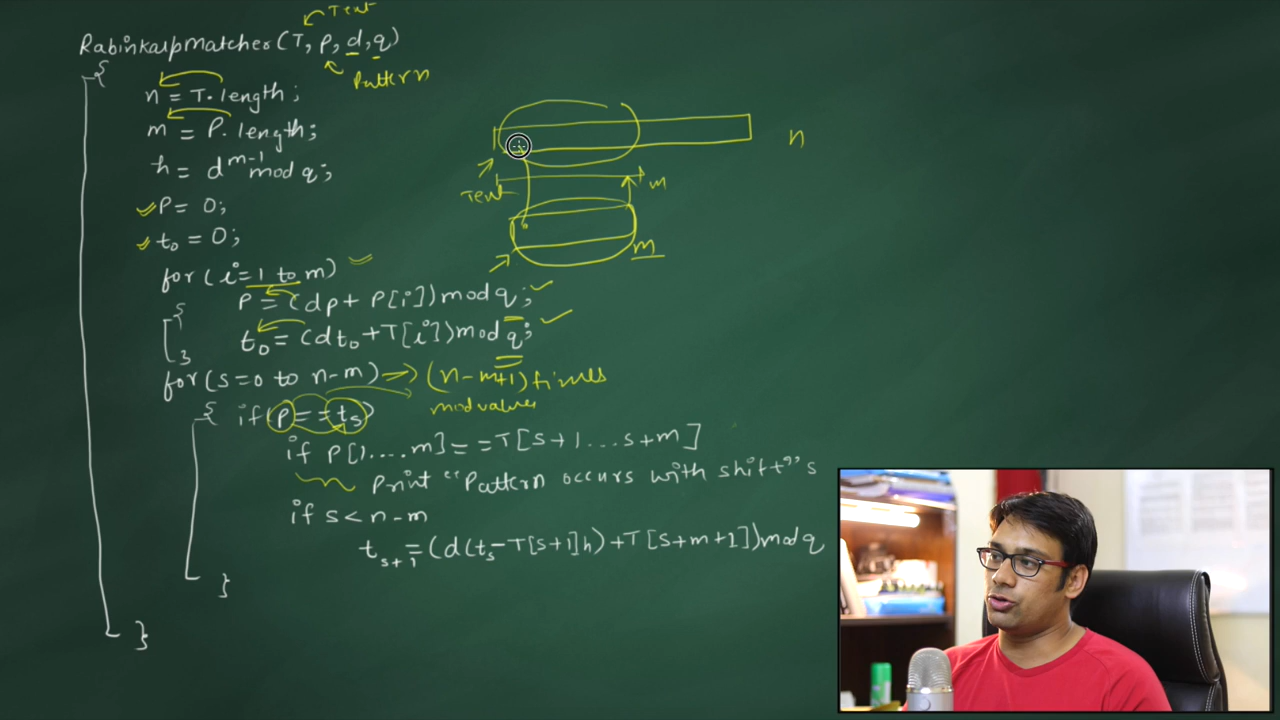 Text
RabinkarpMatcher(T, P, d, q)
Pattern
{
n = T.length;
m = P.length;
h = d^m-1 mod q;
P = 0;
t0 = 0;
for (i=1 to m)
{ P = (dp + P[i]) mod q;
t0 = (dt0 + T[i]) mod q;
}
for (s=0 to n-m) => (n-m+1) times
mod values
{ if (P == ts)
if P[1....m] == T[s+1...s+m]
Print "Pattern occurs with shift" s
if s < n-m
ts+1 = (d(ts - T[s+1]h) + T[s+m+1]) mod q
}
}
n
Text
m
m